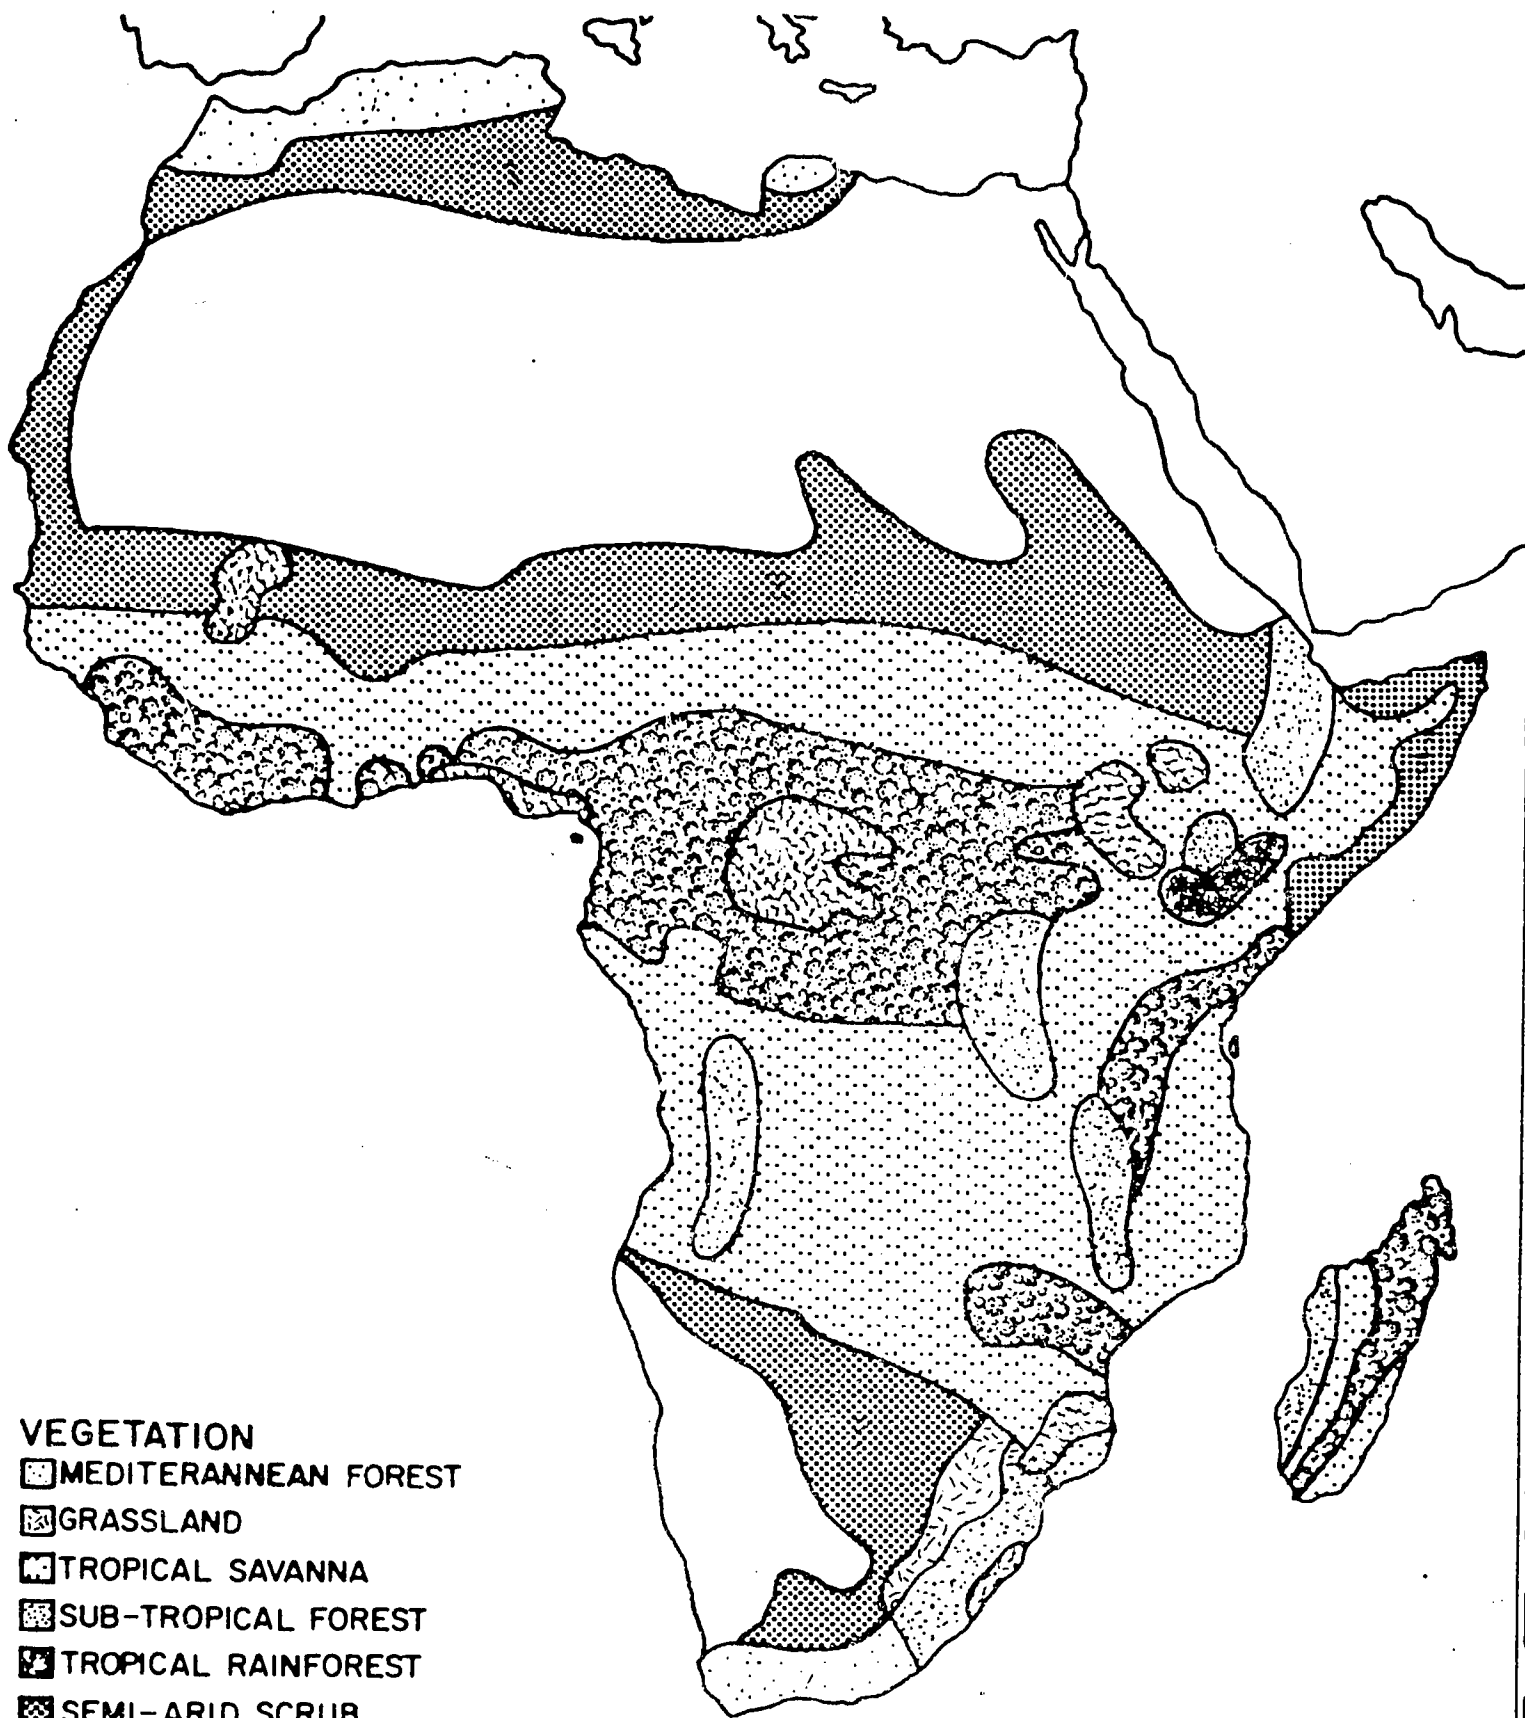 VEGETATION
MEDITERANNEAN FOREST
GRASSLAND
TROPICAL SAVANNA
SUB-TROPICAL FOREST
TROPICAL RAINFOREST
SEMI-ARID SCRUB